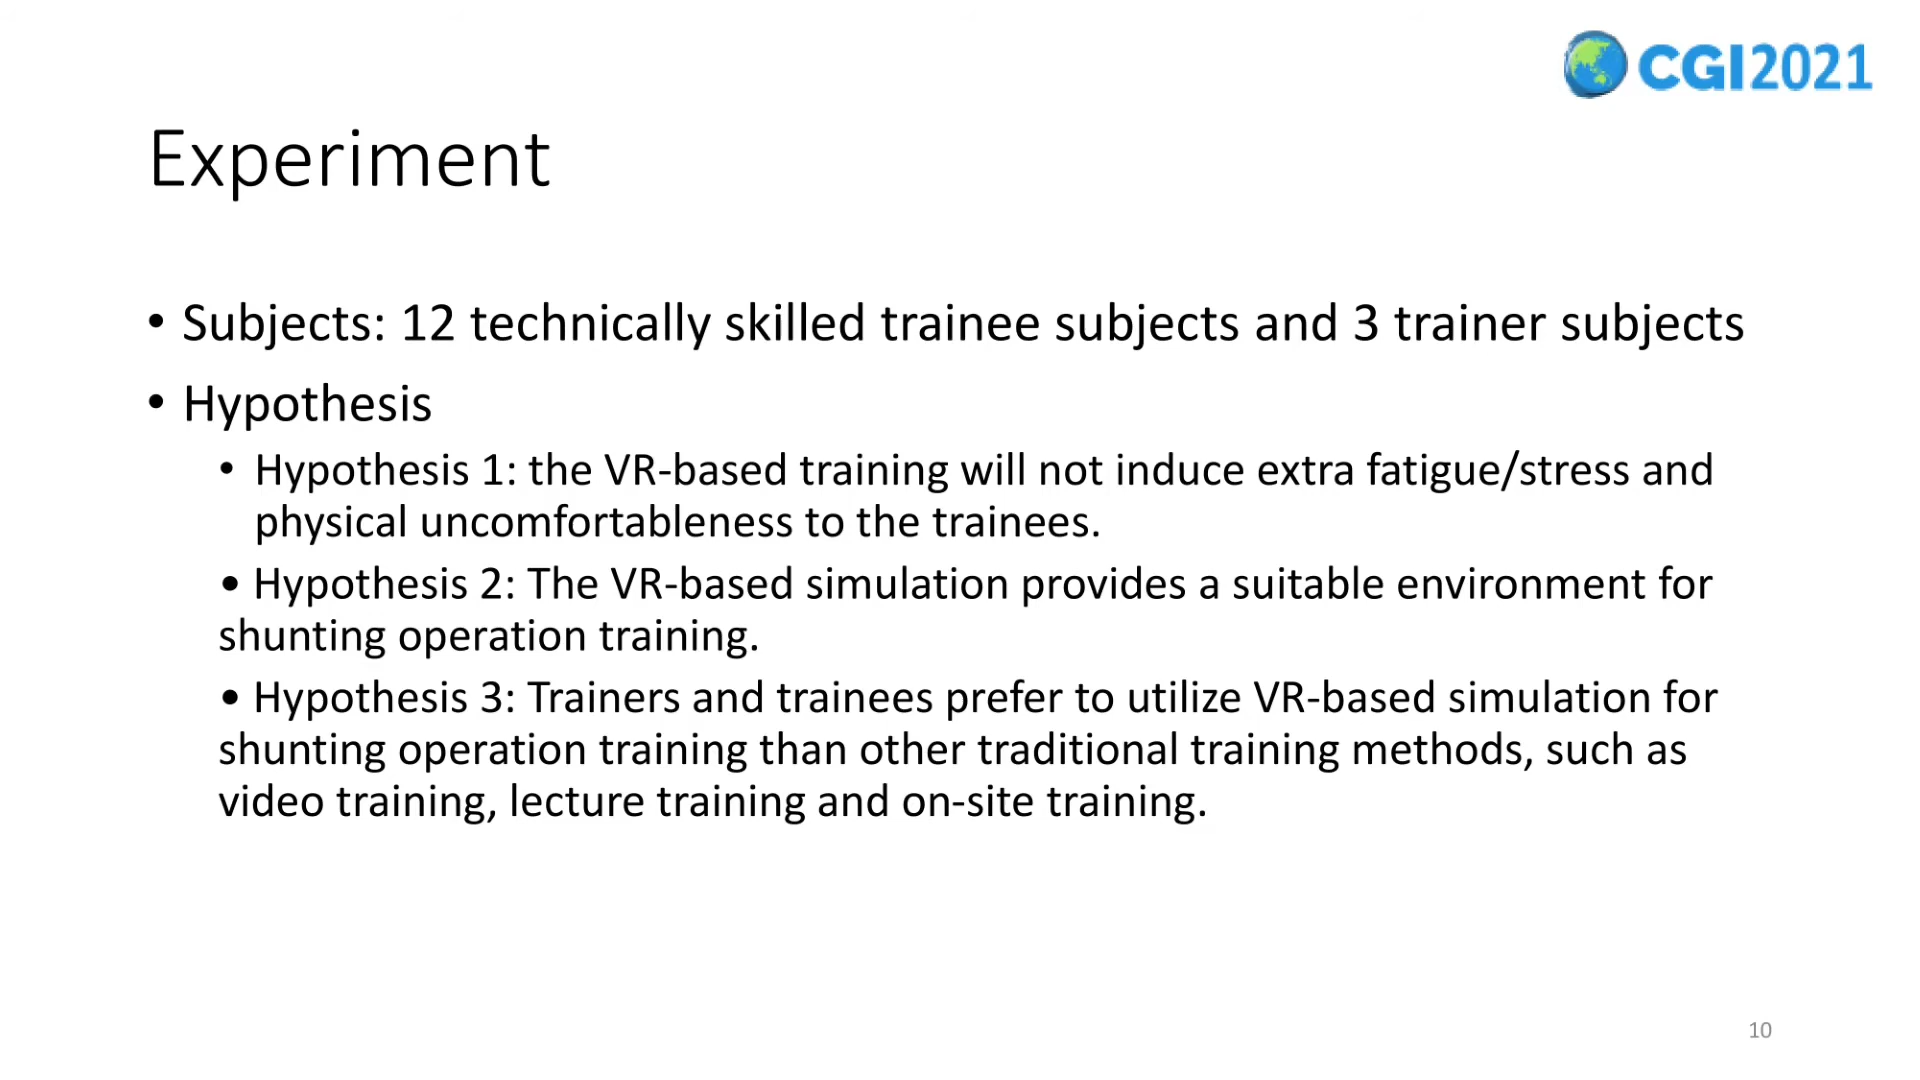 CGI2021
Experiment
• Subjects: 12 technically skilled trainee subjects and 3 trainer subjects
• Hypothesis
• Hypothesis 1: the VR-based training will not induce extra fatigue/stress and
physical uncomfortableness to the trainees.
• Hypothesis 2: The VR-based simulation provides a suitable environment for
shunting operation training.
• Hypothesis 3: Trainers and trainees prefer to utilize VR-based simulation for
shunting operation training than other traditional training methods, such as
video training, lecture training and on-site training.
10